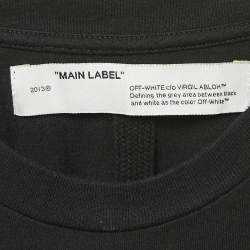 "MAIN LABEL"
2013®
OFF-WHITE c/o VIRGIL ABLOH™
Defining the grey area between black
and white as the color Off-White™